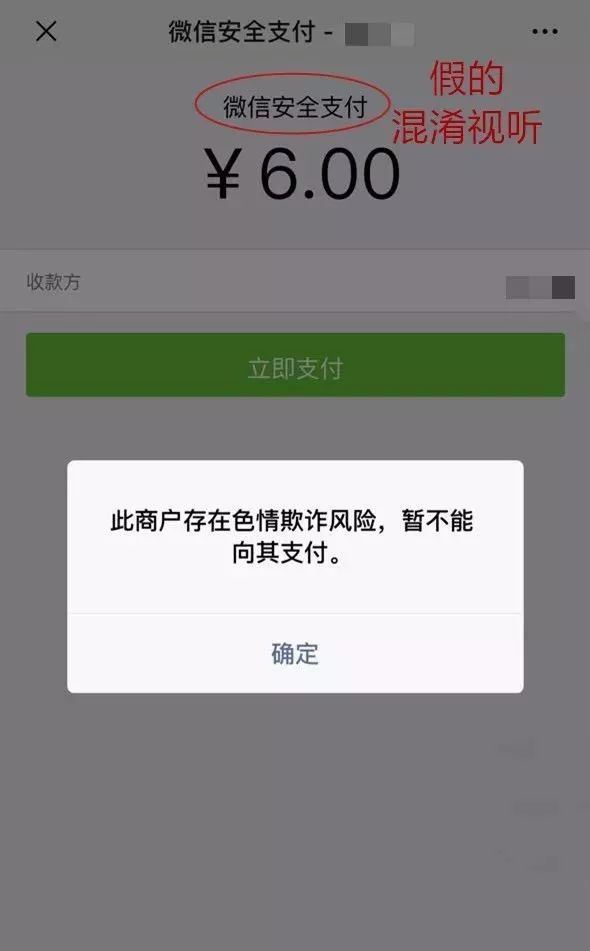 微信安全支付 -
假的
微信安全支付
混淆视听
￥6.00
收款方
立即支付
此商户存在色情欺诈风险，暂不能
向其支付。
确定